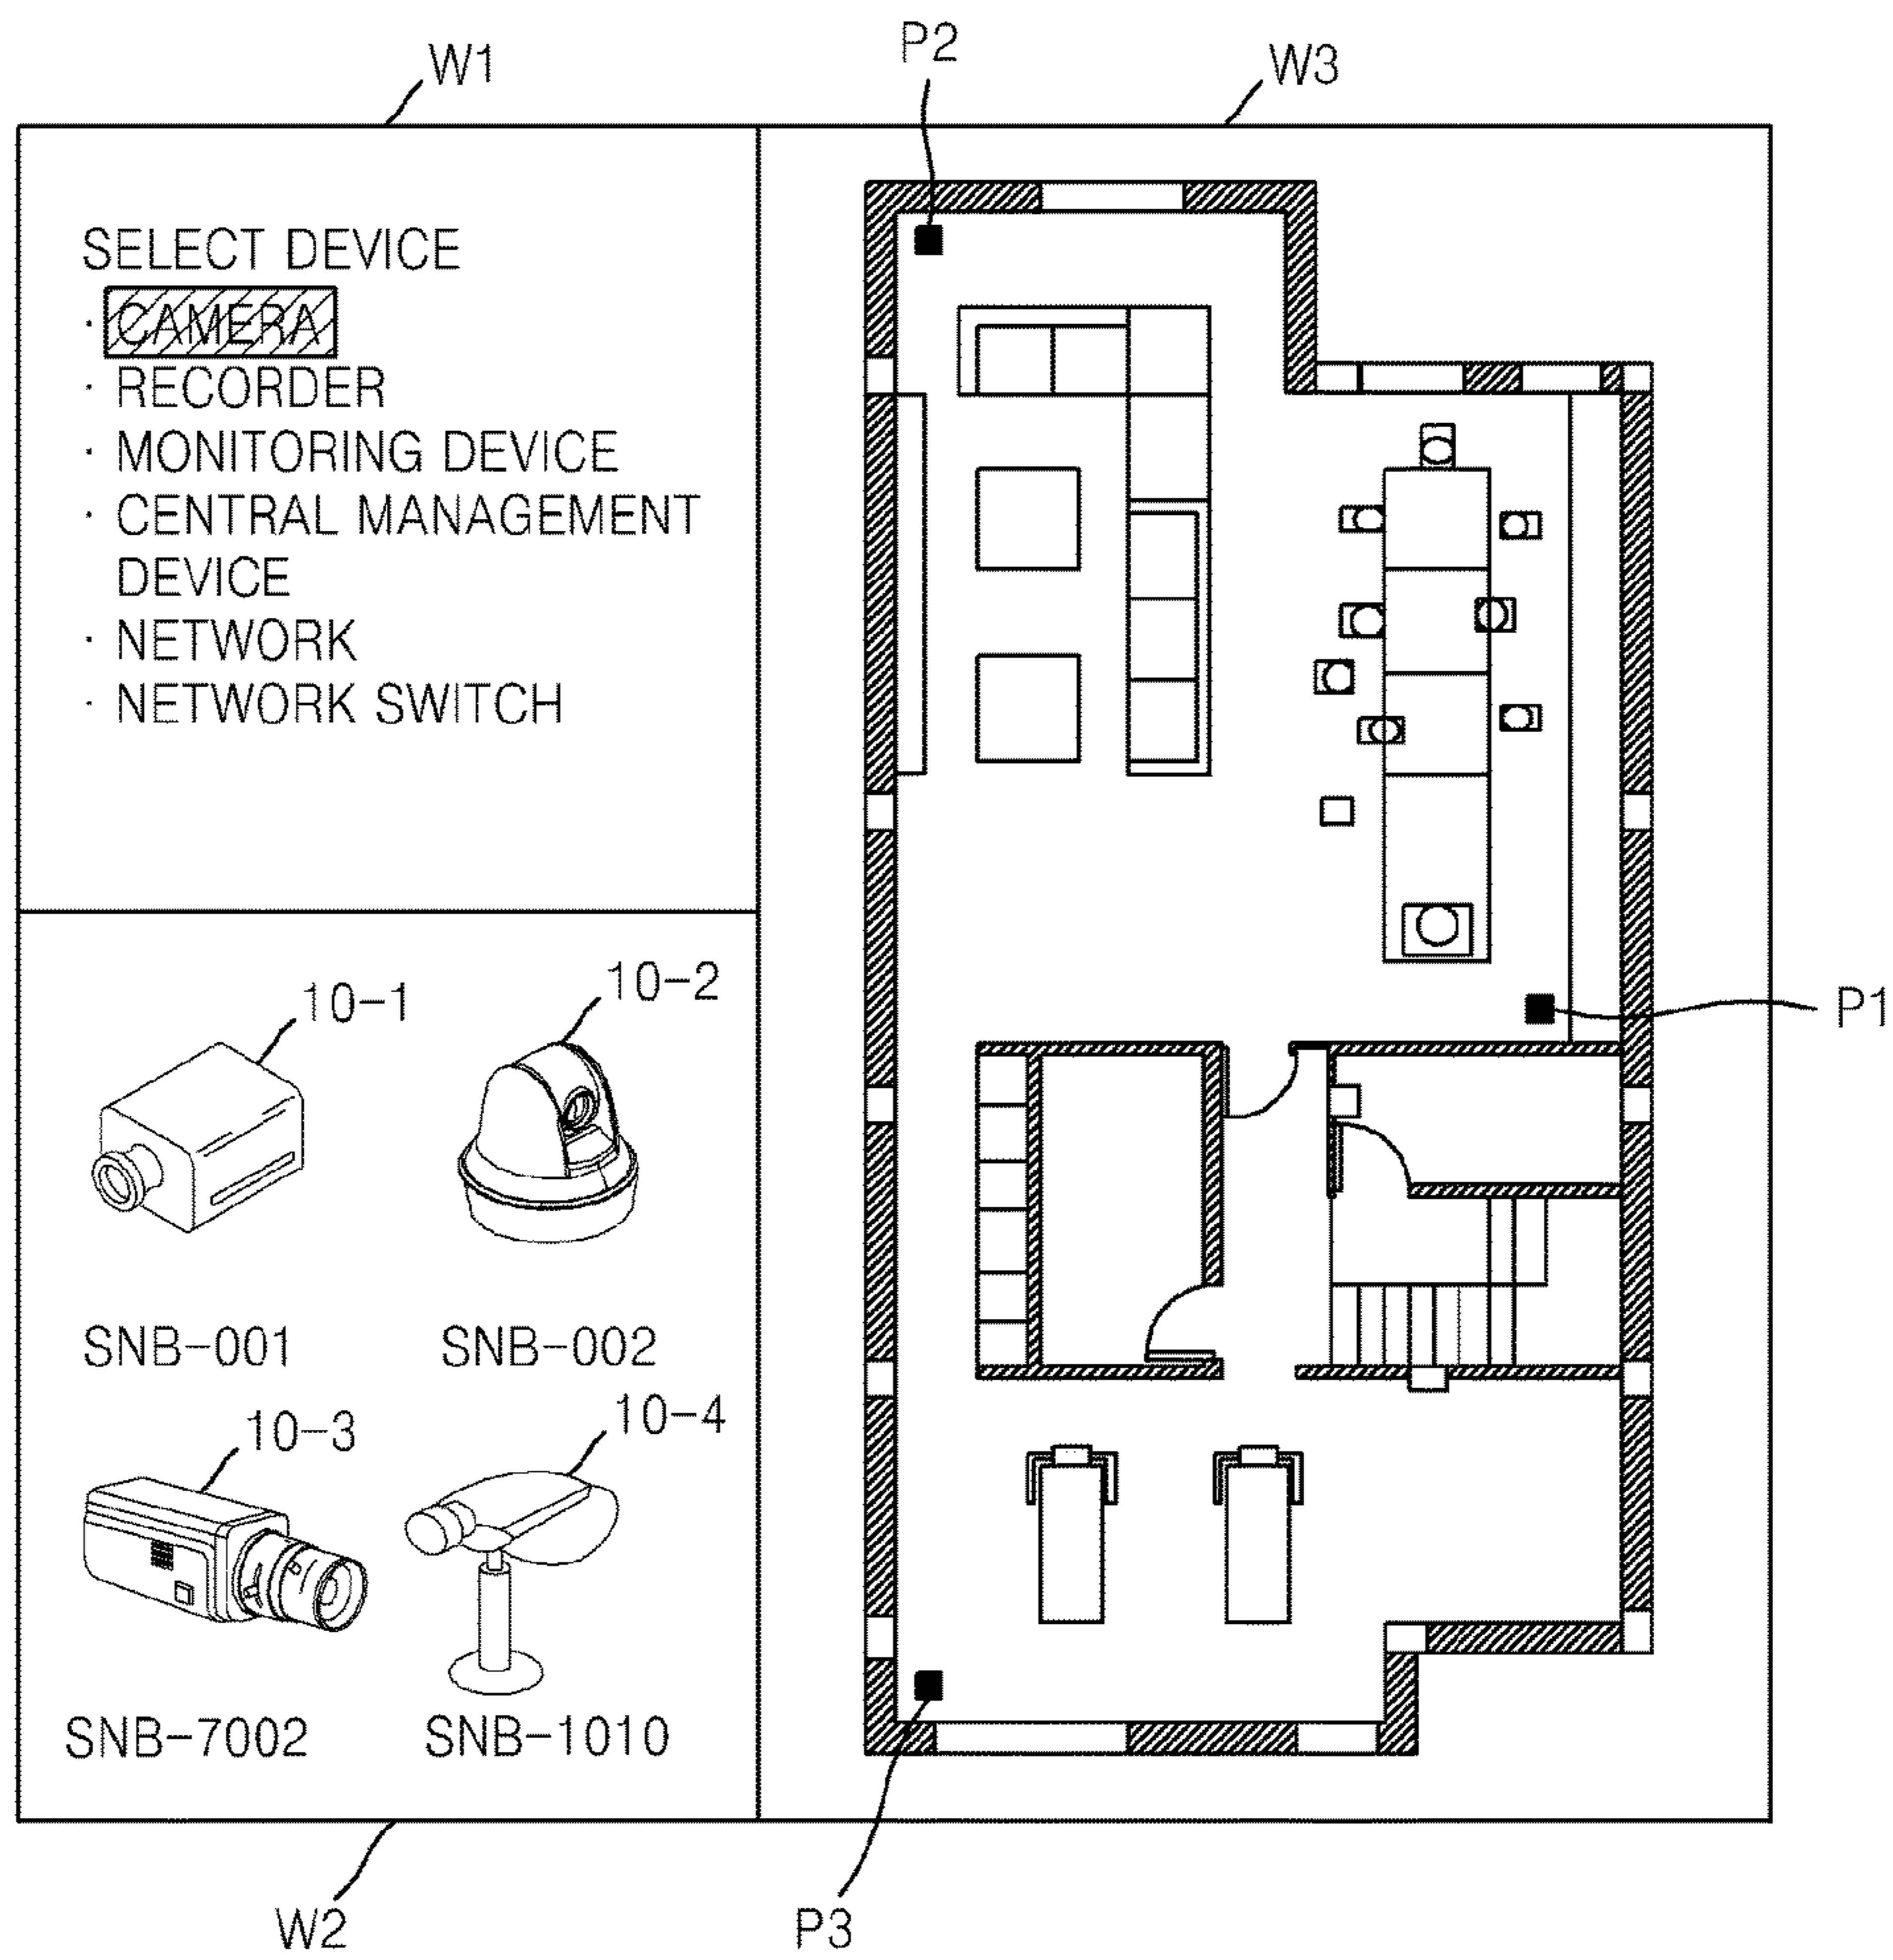 W1
P2
W3
SELECT DEVICE
· CAMERA
· RECORDER
· MONITORING DEVICE
· CENTRAL MANAGEMENT
DEVICE
· NETWORK
· NETWORK SWITCH
10-1
10-2
P1
SNB-001
SNB-002
10-3
10-4
SNB-7002
SNB-1010
W2
P3